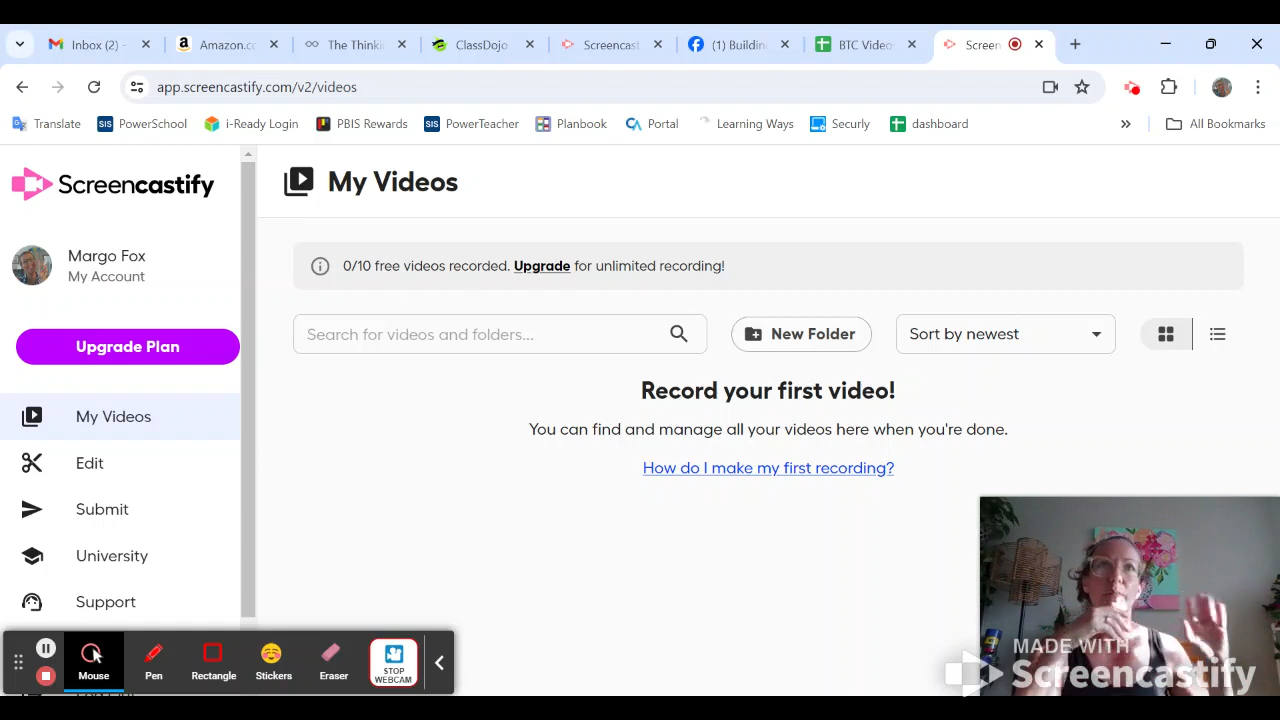 Inbox (2)
Amazon.c
The Thinki
ClassDojo
Screencast
(1) Buildin
BTC Video
Screen
app.screencastify.com/v2/videos
Translate
SIS PowerSchool
i-Ready Login
PBIS Rewards
SIS PowerTeacher
Planbook
CA Portal
Learning Ways
Securly
dashboard
»
All Bookmarks
Screencastify
My Videos
Margo Fox
My Account
0/10 free videos recorded. Upgrade for unlimited recording!
Upgrade Plan
Search for videos and folders...
New Folder
Sort by newest
Record your first video!
You can find and manage all your videos here when you're done.
How do I make my first recording?
My Videos
Edit
Submit
University
Support
Mouse
Pen
Rectangle
Stickers
Eraser
STOP
WEBCAM
MADE WITH
Screencastify